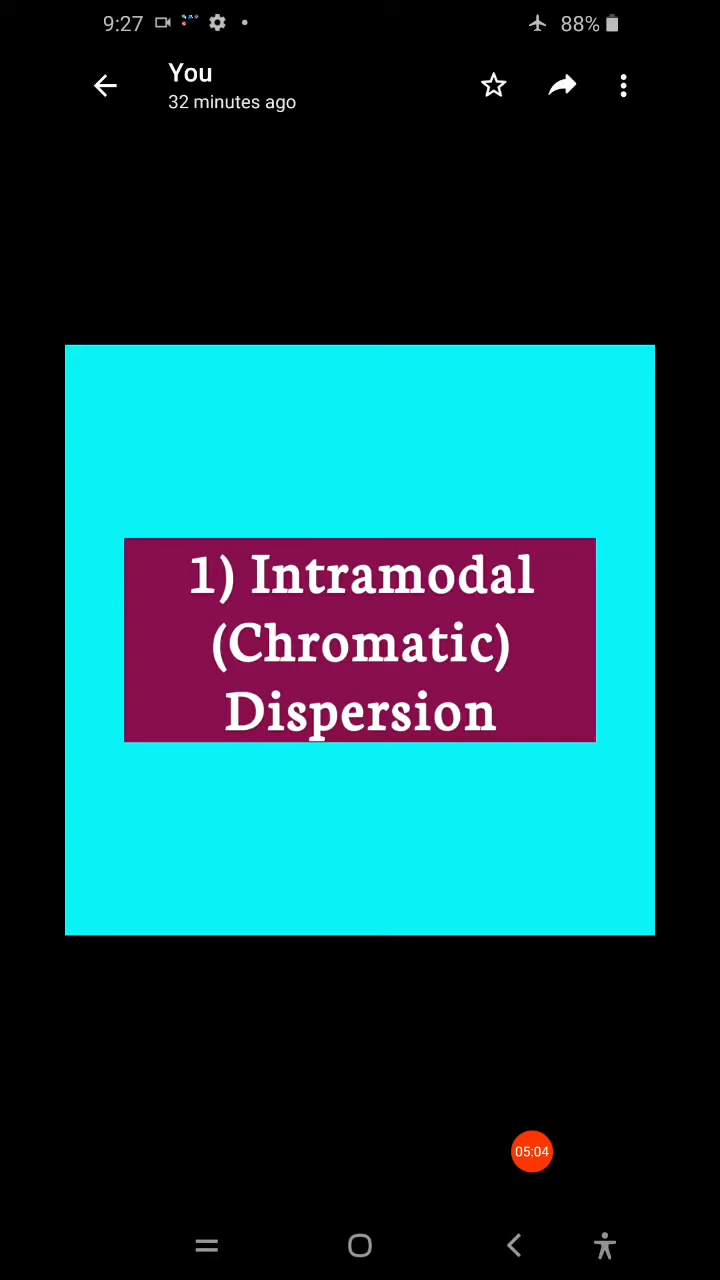 9:27
88%
You
32 minutes ago
1) Intramodal
(Chromatic)
Dispersion
05:04